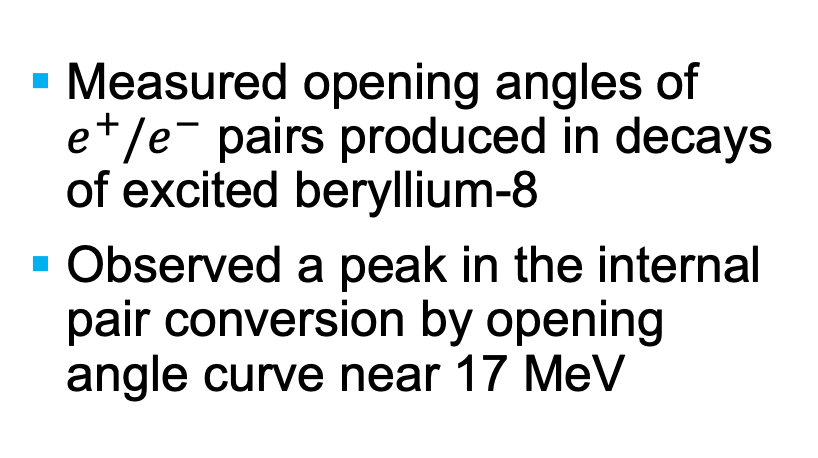 ▪ Measured opening angles of
e⁺/e⁻ pairs produced in decays
of excited beryllium-8
▪ Observed a peak in the internal
pair conversion by opening
angle curve near 17 MeV